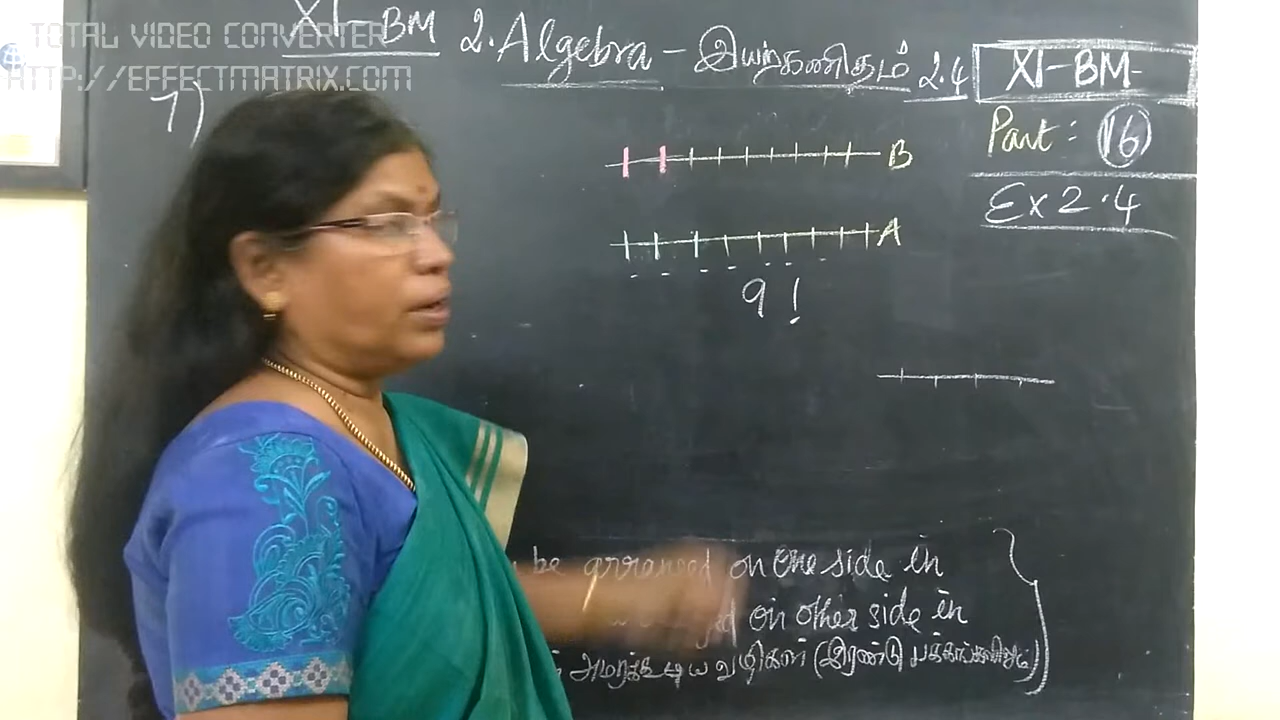 TOTAL VIDEO CONVERTER
HTTP://EFFECTMATRIX.COM
XI-BM 2.Algebra - இயற்கணிதம் 2.4
XI-BM-
Part: 16
Ex 2.4
7)
B
A
9!
be arranged on one side in
on other side in
அமரக்கூடிய வழிகள் (இரண்டு பக்கங்களிலும்)